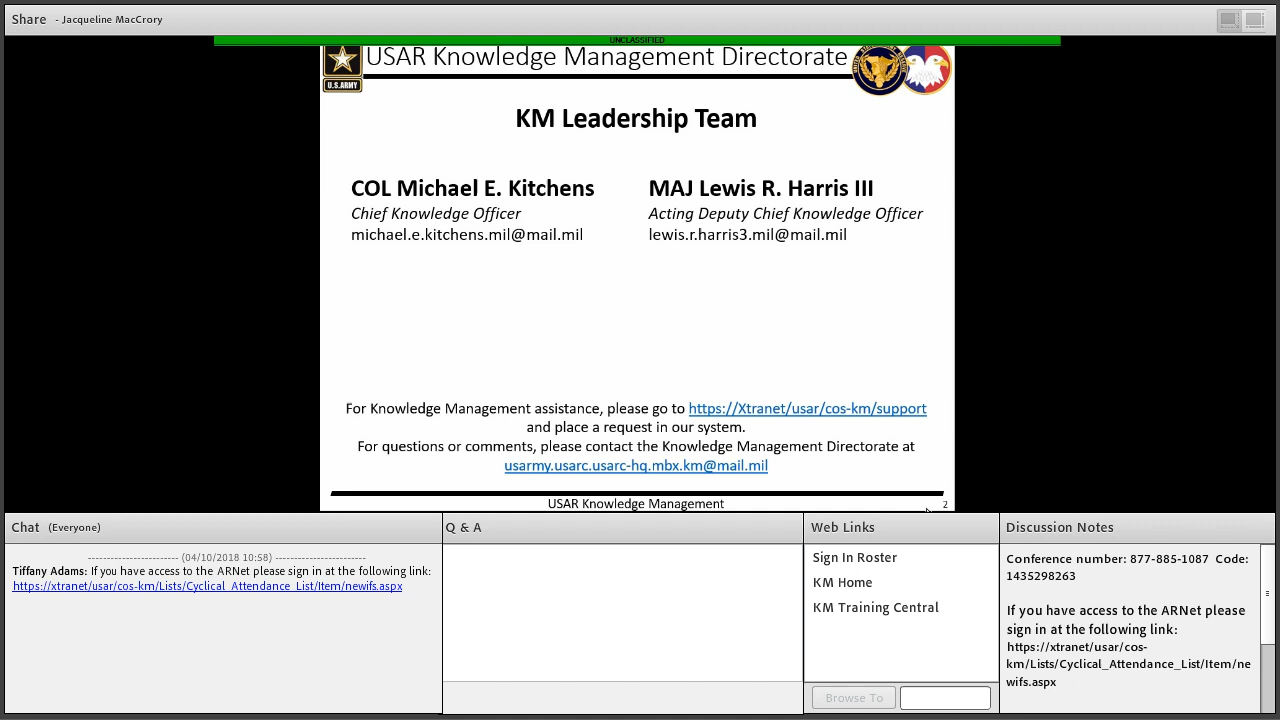 Share - Jacqueline MacCrory
UNCLASSIFIED
USAR Knowledge Management Directorate
U.S.ARMY
KM Leadership Team
COL Michael E. Kitchens
Chief Knowledge Officer
michael.e.kitchens.mil@mail.mil
MAJ Lewis R. Harris III
Acting Deputy Chief Knowledge Officer
lewis.r.harris3.mil@mail.mil
For Knowledge Management assistance, please go to https://Xtranet/usar/cos-km/support
and place a request in our system.
For questions or comments, please contact the Knowledge Management Directorate at
usarmy.usarc.usarc-hq.mbx.km@mail.mil
USAR Knowledge Management
2
Chat (Everyone)
------------------------ (04/10/2018 10:58) ------------------------
Tiffany Adams: If you have access to the ARNet please sign in at the following link:
https://xtranet/usar/cos-km/Lists/Cyclical_Attendance_List/Item/newifs.aspx
Q & A
Web Links
Sign In Roster
KM Home
KM Training Central
Browse To
Discussion Notes
Conference number: 877-885-1087 Code:
1435298263
If you have access to the ARNet please
sign in at the following link:
https://xtranet/usar/cos-
km/Lists/Cyclical_Attendance_List/Item/ne
wifs.aspx